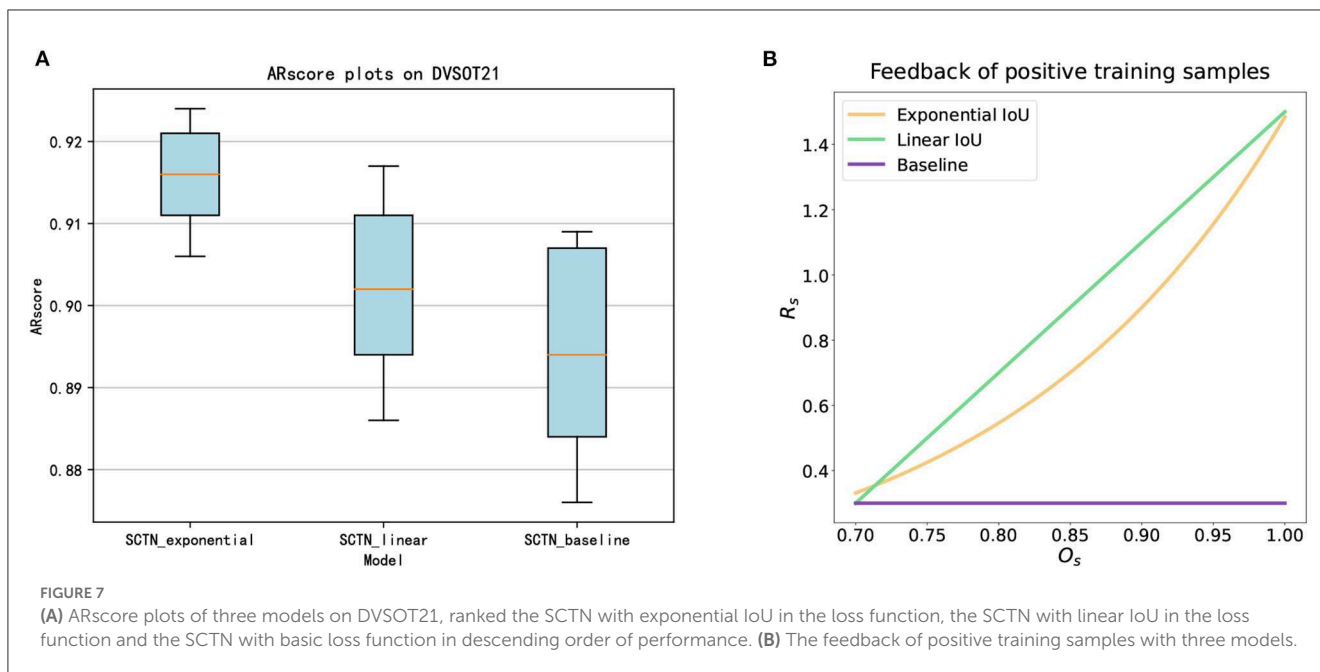 A
ARscore plots on DVSOT21
ARscore
0.92
0.91
0.90
0.89
0.88
SCTN_exponential SCTN_linear SCTN_baseline
Model
B
Feedback of positive training samples
Exponential IoU
Linear IoU
Baseline
R_s
1.4
1.2
1.0
0.8
0.6
0.4
0.70 0.75 0.80 0.85 0.90 0.95 1.00
O_s
FIGURE 7
(A) ARscore plots of three models on DVSOT21, ranked the SCTN with exponential IoU in the loss function, the SCTN with linear IoU in the loss
function and the SCTN with basic loss function in descending order of performance. (B) The feedback of positive training samples with three models.